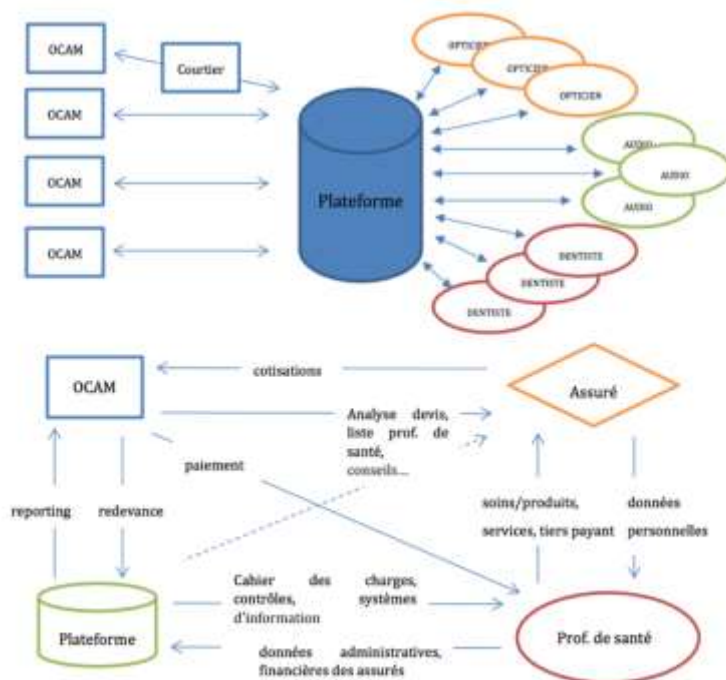 OCAM
Courtier
OCAM
OCAM
OCAM
Plateforme
OPTICIEN
OPTICIEN
OPTICIEN
AUDIO
AUDIO
AUDIO
DENTISTE
DENTISTE
DENTISTE
OCAM
cotisations
Assuré
Analyse devis,
liste prof. de
santé,
conseils...
paiement
reporting
redevance
soins/produits,
services, tiers payant
données
personnelles
Cahier des charges,
contrôles, systèmes
d'information
Plateforme
Prof. de santé
données administratives,
financières des assurés